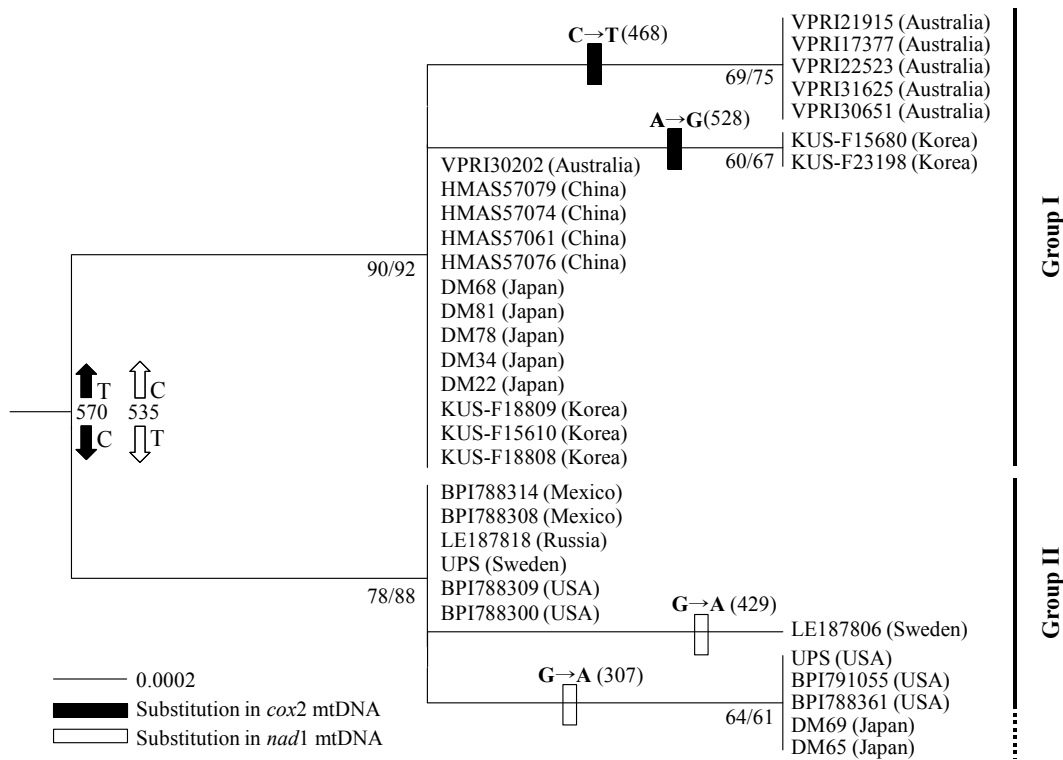 C→T (468)
VPRI21915 (Australia)
VPRI17377 (Australia)
VPRI22523 (Australia)
VPRI31625 (Australia)
VPRI30651 (Australia)
69/75
A→G(528)
KUS-F15680 (Korea)
KUS-F23198 (Korea)
60/67
VPRI30202 (Australia)
HMAS57079 (China)
HMAS57074 (China)
HMAS57061 (China)
HMAS57076 (China)
DM68 (Japan)
DM81 (Japan)
DM78 (Japan)
DM34 (Japan)
DM22 (Japan)
KUS-F18809 (Korea)
KUS-F15610 (Korea)
KUS-F18808 (Korea)
90/92
Group I
T C
570 535
C T
BPI788314 (Mexico)
BPI788308 (Mexico)
LE187818 (Russia)
UPS (Sweden)
BPI788309 (USA)
BPI788300 (USA)
78/88
G→A (429)
LE187806 (Sweden)
G→A (307)
UPS (USA)
BPI791055 (USA)
BPI788361 (USA)
DM69 (Japan)
DM65 (Japan)
64/61
Group II
0.0002
Substitution in cox2 mtDNA
Substitution in nad1 mtDNA